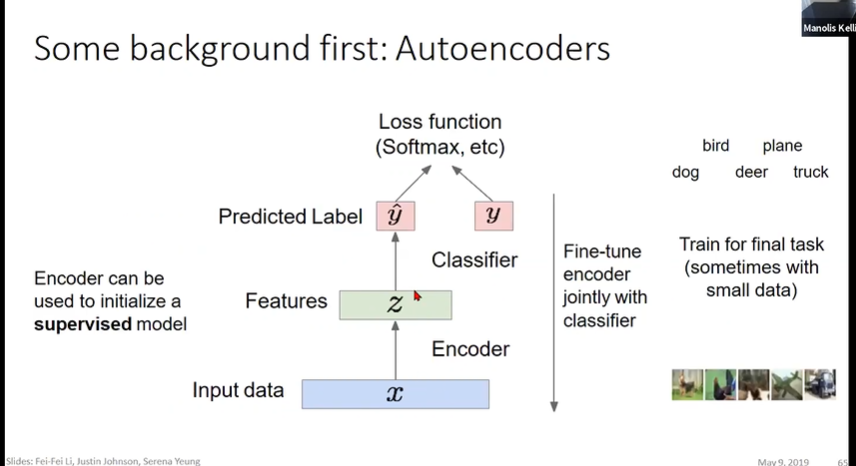 Manolis Kelli
Some background first: Autoencoders
Loss function
(Softmax, etc)
bird plane
dog deer truck
Predicted Label
ŷ
y
Classifier
Fine-tune
encoder
jointly with
classifier
Train for final task
(sometimes with
small data)
Encoder can be
used to initialize a
supervised model
Features
z
Encoder
Input data
x
Slides: Fei-Fei Li, Justin Johnson, Serena Yeung
May 9, 2019
65